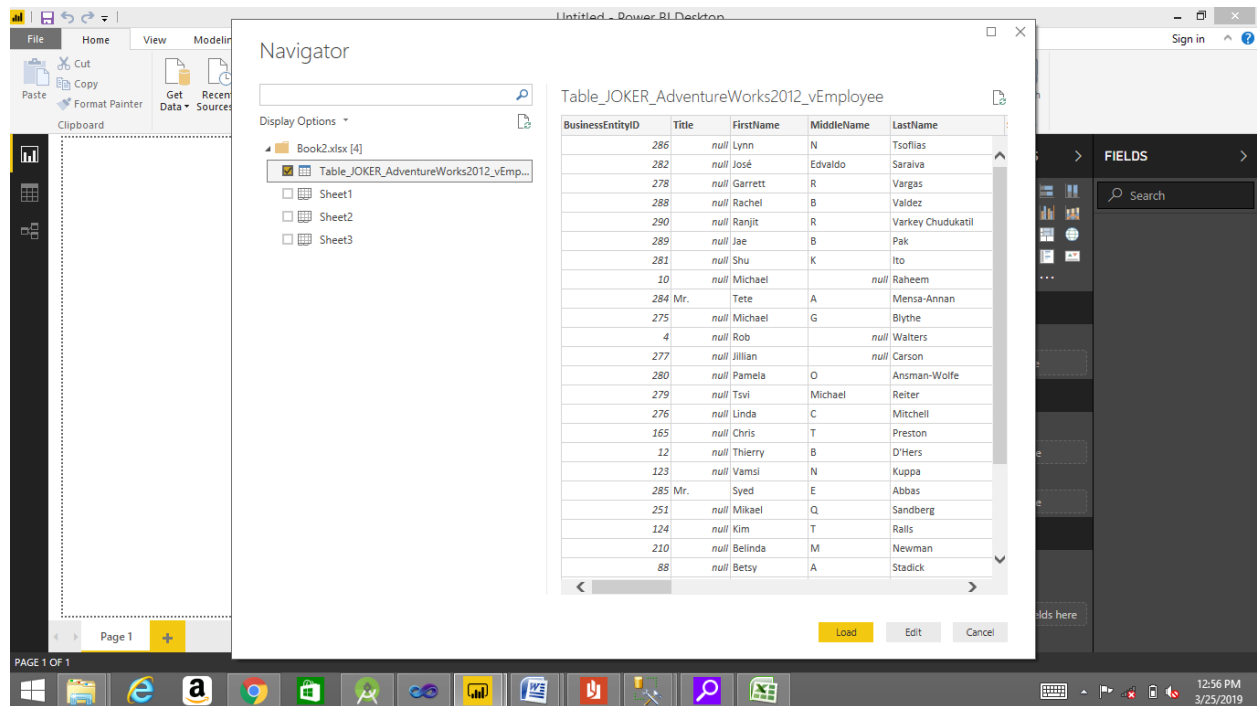 Untitled - Power BI Desktop
File Home View Sign in
Cut
Copy
Format Painter
Paste
Get Data
Recent Sources
Clipboard
Navigator
Display Options
Book2.xlsx [4]
Table_JOKER_AdventureWorks2012_vEmp...
Sheet1
Sheet2
Sheet3
Table_JOKER_AdventureWorks2012_vEmployee
BusinessEntityID Title FirstName MiddleName LastName
286 null Lynn N Tsoflias
282 null José Edvaldo Saraiva
278 null Garrett R Vargas
288 null Rachel B Valdez
290 null Ranjit R Varkey Chudukatil
289 null Jae B Pak
281 null Shu K Ito
10 null Michael null Raheem
284 Mr. Tete A Mensa-Annan
275 null Michael G Blythe
4 null Rob null Walters
277 null Jillian null Carson
280 null Pamela O Ansman-Wolfe
279 null Tsvi Michael Reiter
276 null Linda C Mitchell
165 null Chris T Preston
12 null Thierry B D'Hers
123 null Vamsi N Kuppa
285 Mr. Syed E Abbas
251 null Mikael Q Sandberg
124 null Kim T Ralls
210 null Belinda M Newman
88 null Betsy A Stadick
Load Edit Cancel
FIELDS
Search
elds here
Page 1
PAGE 1 OF 1
12:56 PM
3/25/2019